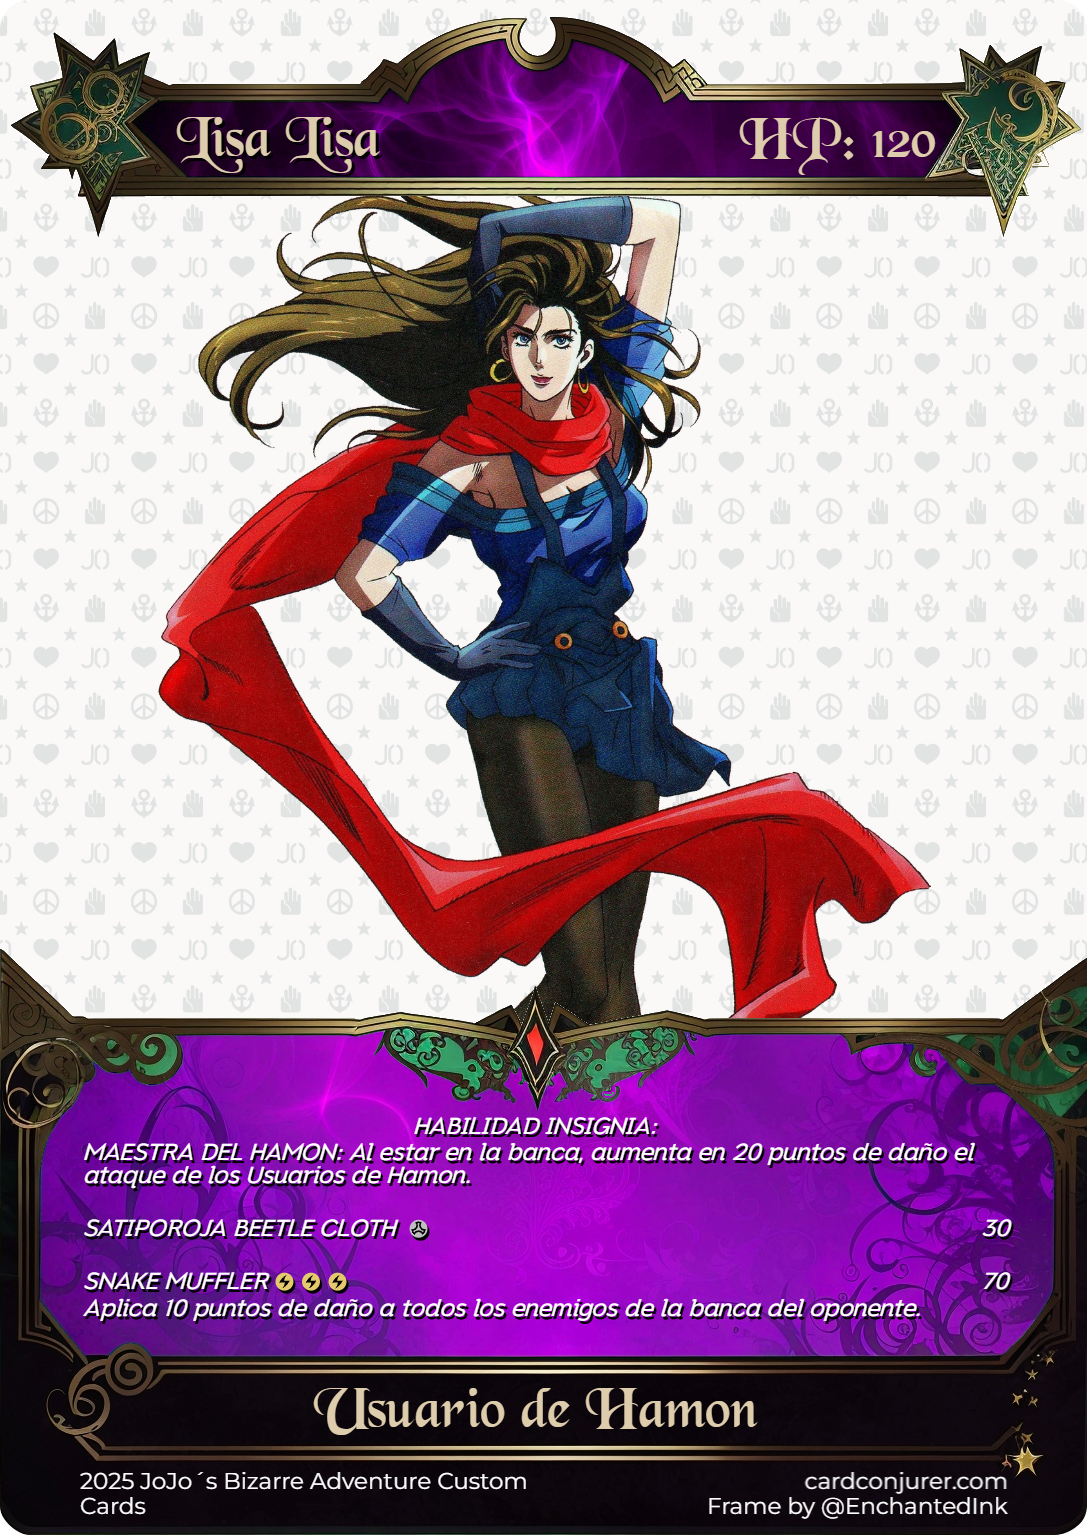 Lisa Lisa
HP: 120
HABILIDAD INSIGNIA:
MAESTRA DEL HAMON: Al estar en la banca, aumenta en 20 puntos de daño el
ataque de los Usuarios de Hamon.
SATIPOROJA BEETLE CLOTH 30
SNAKE MUFFLER 70
Aplica 10 puntos de daño a todos los enemigos de la banca del oponente.
Usuario de Hamon
2025 JoJo´s Bizarre Adventure Custom
Cards
cardconjurer.com
Frame by @EnchantedInk